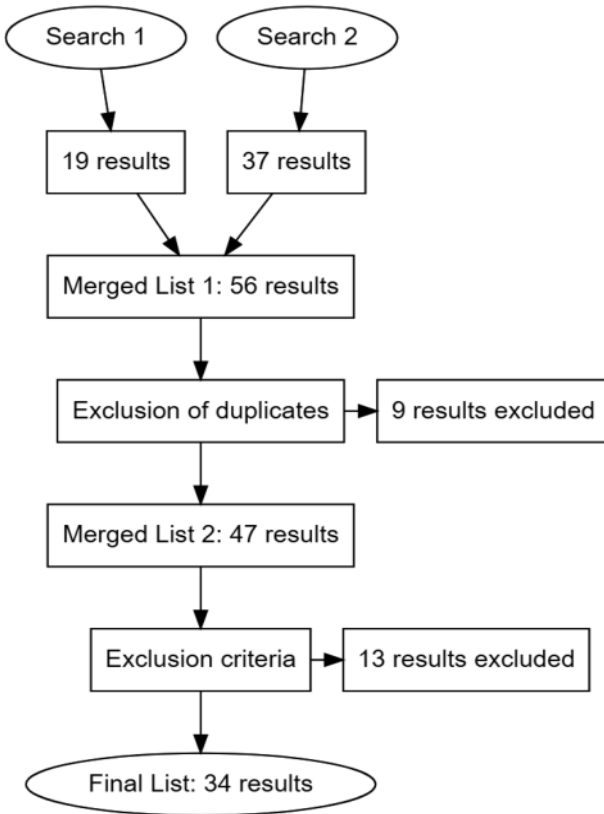 Search 1
Search 2
19 results
37 results
Merged List 1: 56 results
Exclusion of duplicates
9 results excluded
Merged List 2: 47 results
Exclusion criteria
13 results excluded
Final List: 34 results